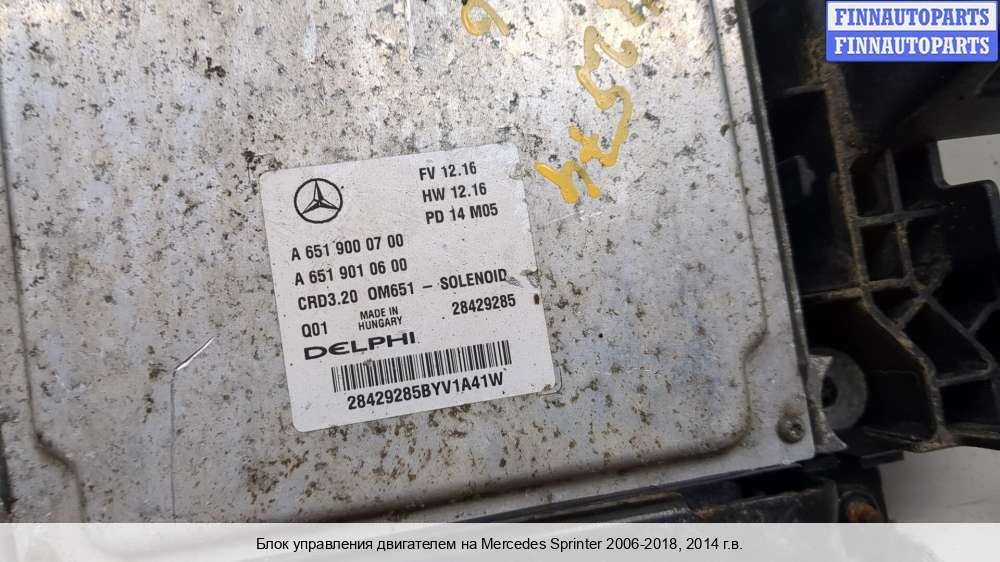 FINNAUTOPARTS
FINNAUTOPARTS
FV 12.16
HW 12.16
PD 14 M05
A 651 900 07 00
A 651 901 06 00
CRD3.20 OM651 – SOLENOID
Q01 MADE IN HUNGARY 28429285
DELPHI
28429285BYV1A41W
Блок управления двигателем на Mercedes Sprinter 2006-2018, 2014 г.в.